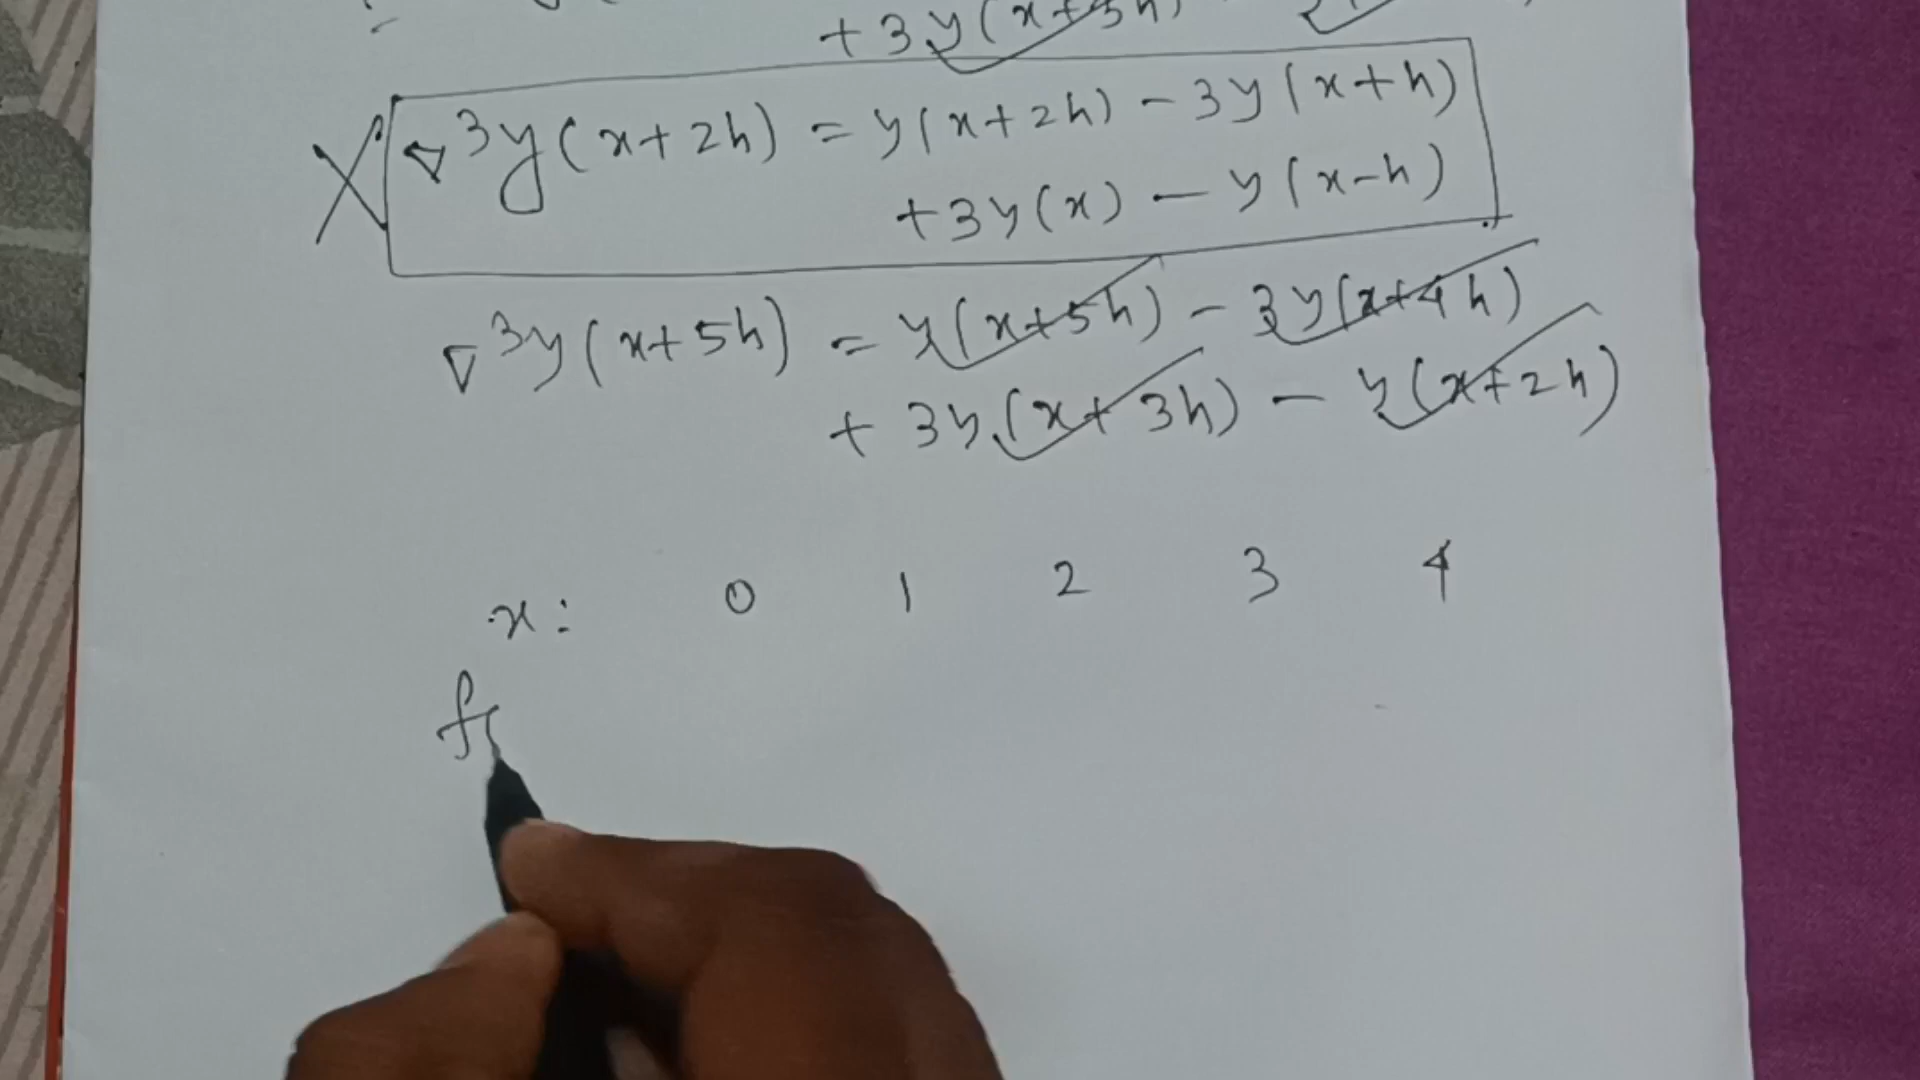 +3y(x+3h)
∇³y(x+2h) = y(x+2h) - 3y(x+h)
+3y(x) - y(x-h)
∇³y(x+5h) = y(x+5h) - 3y(x+4h)
+ 3y(x+3h) - y(x+2h)
x: 0 1 2 3 4
f(